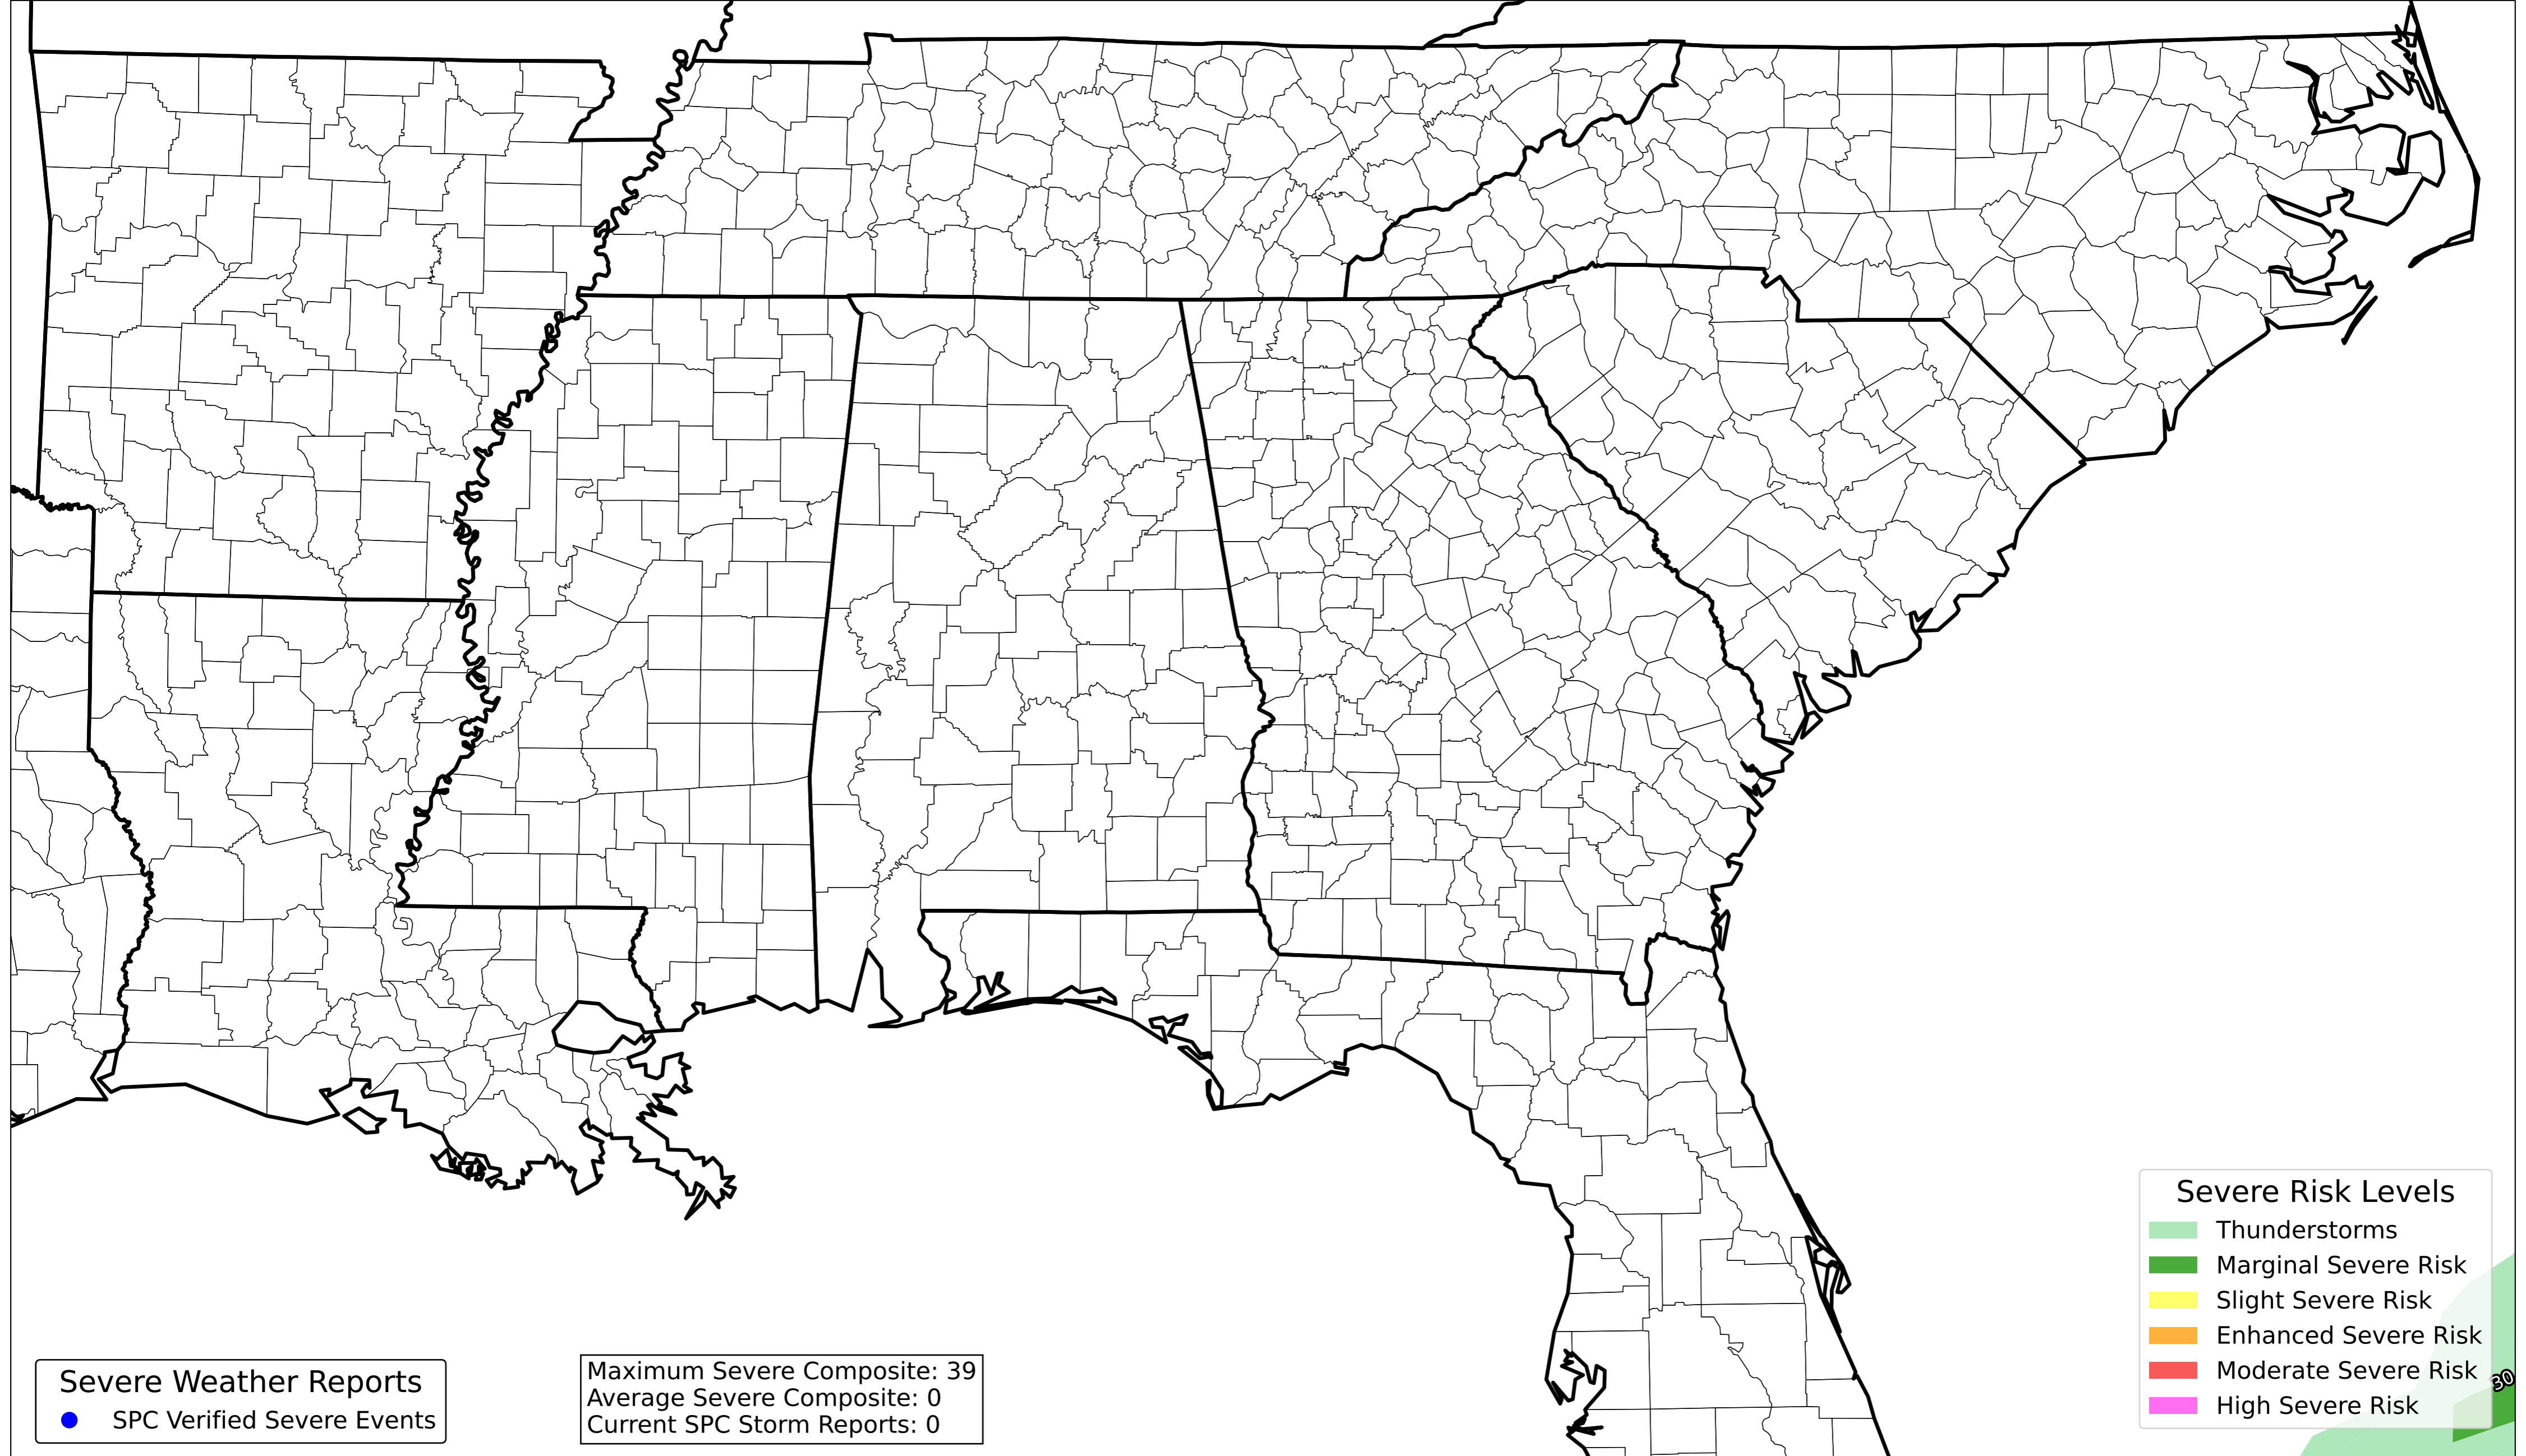 Severe Risk Levels
Thunderstorms
Marginal Severe Risk
Slight Severe Risk
Enhanced Severe Risk
Moderate Severe Risk
High Severe Risk
30
Severe Weather Reports
SPC Verified Severe Events
Maximum Severe Composite: 39
Average Severe Composite: 0
Current SPC Storm Reports: 0